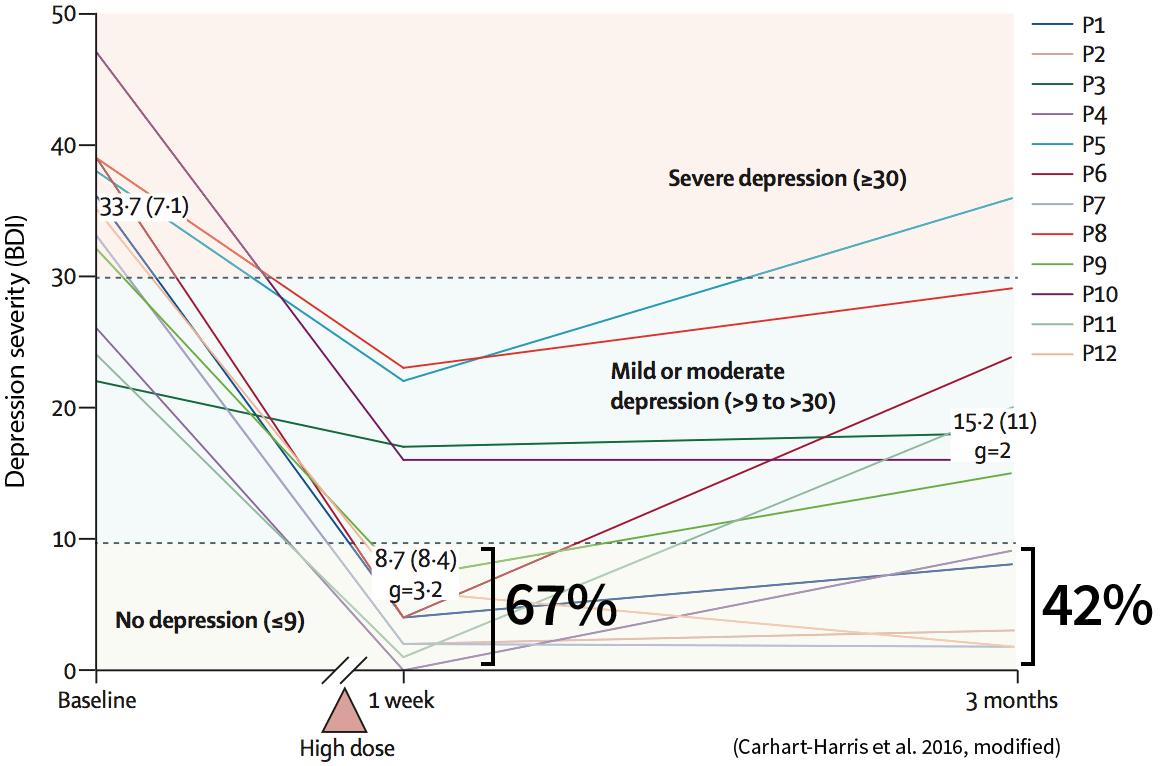 50
40
30
20
10
0
Depression severity (BDI)
33·7 (7·1)
Severe depression (≥30)
Mild or moderate
depression (>9 to >30)
No depression (≤9)
8·7 (8·4)
g=3·2
67%
15·2 (11)
g=2
42%
Baseline
1 week
3 months
High dose
(Carhart-Harris et al. 2016, modified)
P1
P2
P3
P4
P5
P6
P7
P8
P9
P10
P11
P12